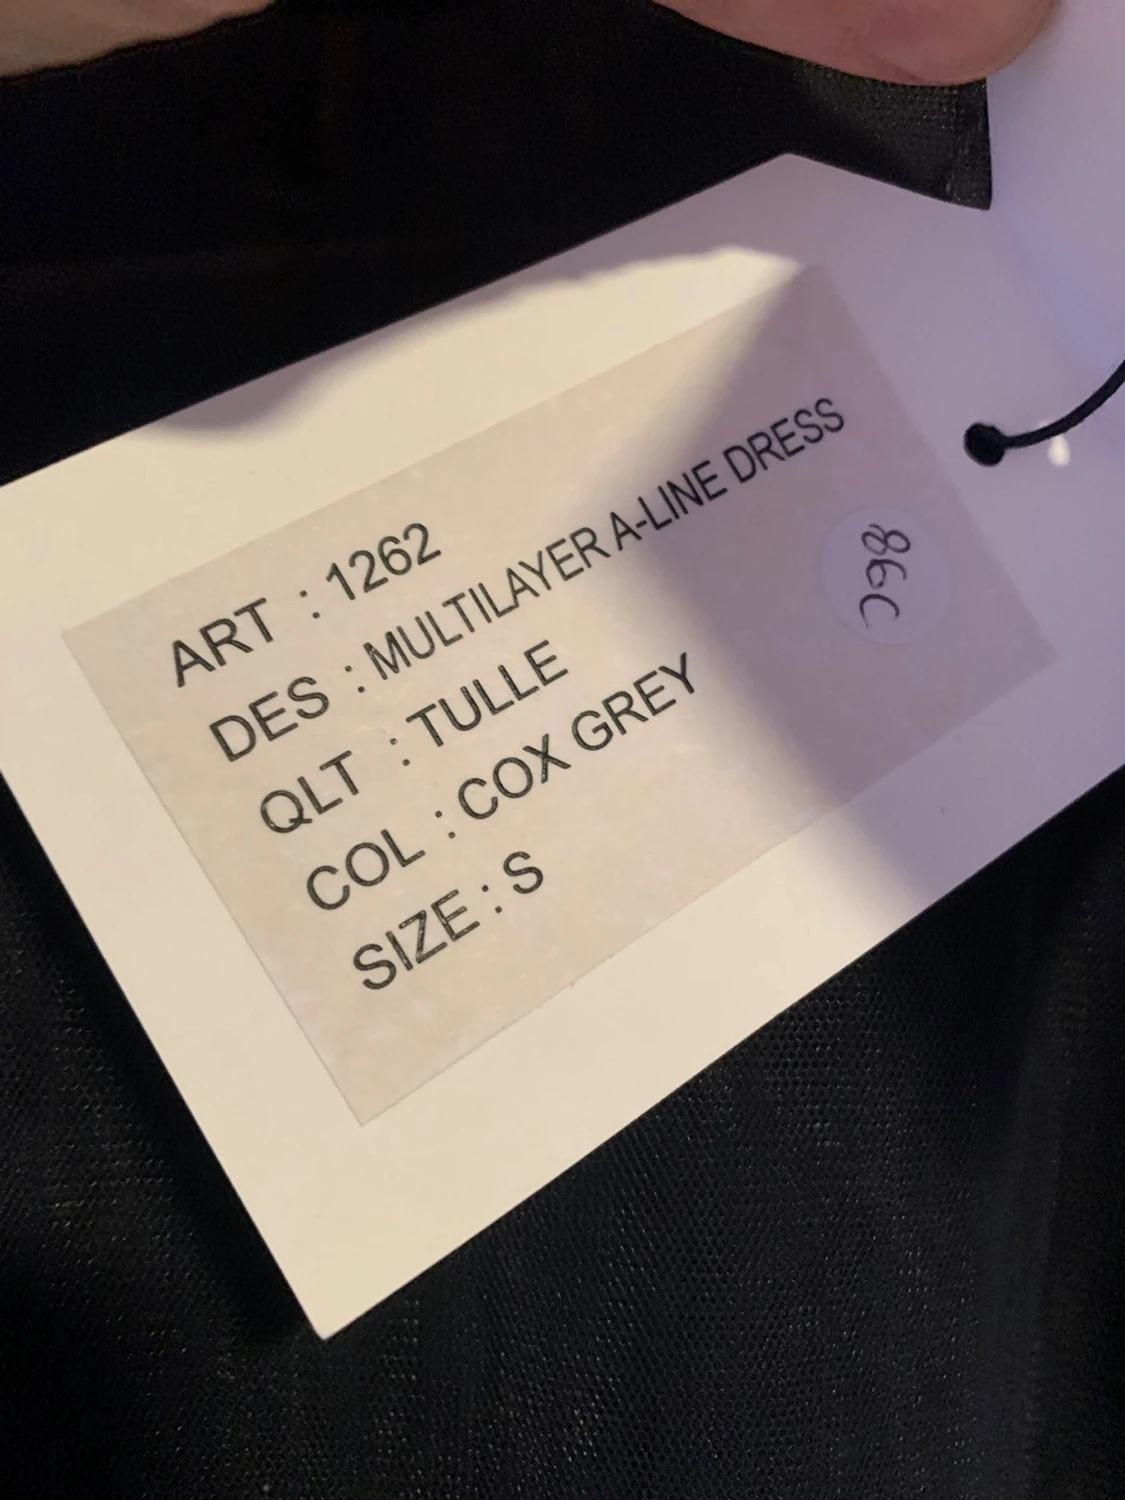 ART : 1262
DES : MULTILAYER A-LINE DRESS
QLT : TULLE
COL : COX GREY
SIZE : S
86C